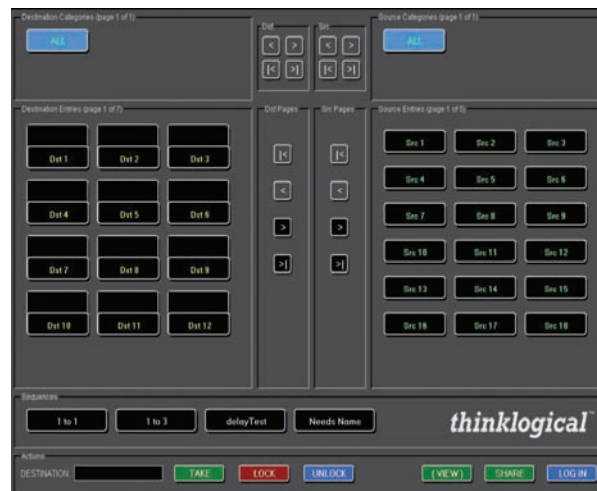 Destination Categories (page 1 of 1)
ALL
Dst
< >
|< >|
Src
< >
|< >|
Source Categories (page 1 of 1)
ALL
Destination Entries (page 1 of 7)
Dst 1 Dst 2 Dst 3
Dst 4 Dst 5 Dst 6
Dst 7 Dst 8 Dst 9
Dst 10 Dst 11 Dst 12
Dst Pages
|<
<
>
>|
Src Pages
|<
<
>
>|
Source Entries (page 1 of 5)
Src 1 Src 2 Src 3
Src 4 Src 5 Src 6
Src 7 Src 8 Src 9
Src 10 Src 11 Src 12
Src 13 Src 14 Src 15
Src 16 Src 17 Src 18
Sequences
1 to 1 1 to 3 delayTest Needs Name
thinklogical™
Actions
DESTINATION TAKE LOCK UNLOCK (VIEW) SHARE LOG IN